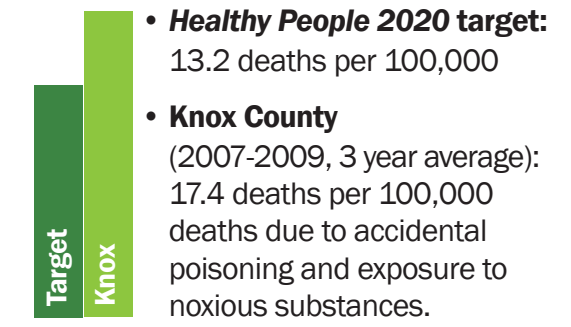 • Healthy People 2020 target:
13.2 deaths per 100,000
• Knox County
(2007-2009, 3 year average):
17.4 deaths per 100,000
deaths due to accidental
poisoning and exposure to
noxious substances.
Target
Knox